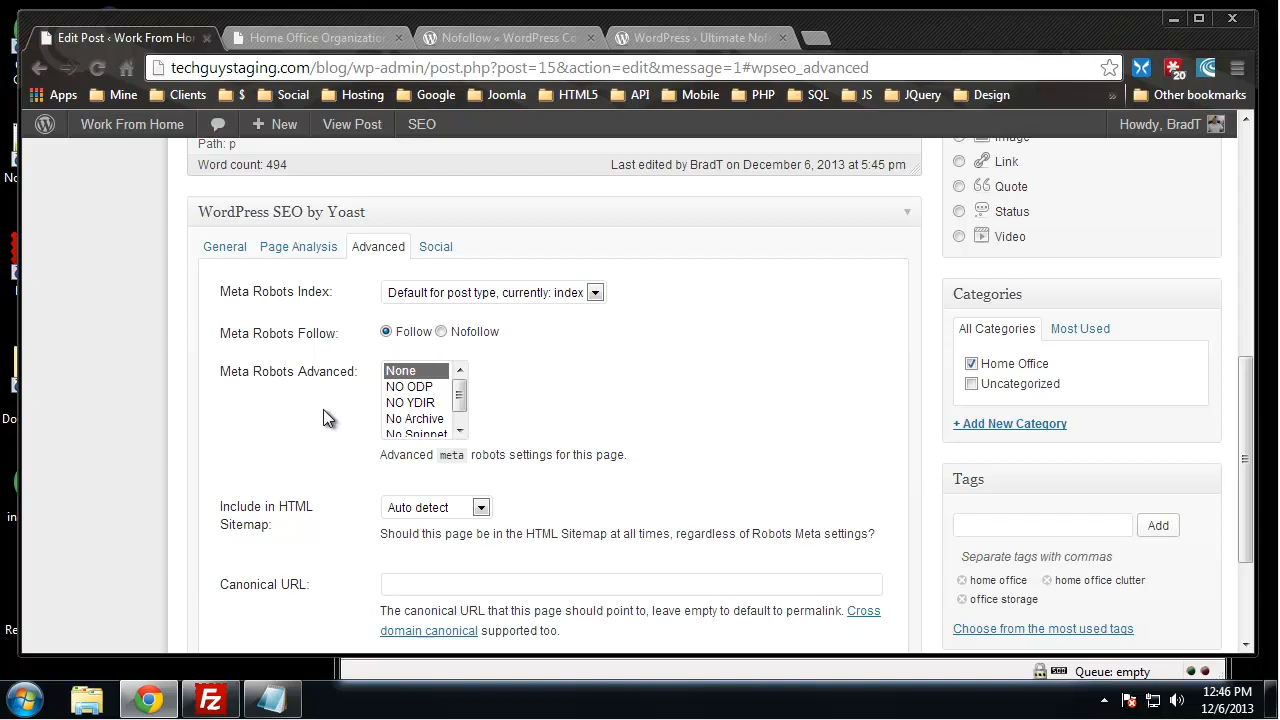 Edit Post ‹ Work From Ho
Home Office Organizatio
Nofollow « WordPress Co
WordPress › Ultimate Nof
techguystaging.com/blog/wp-admin/post.php?post=15&action=edit&message=1#wpseo_advanced
20
Apps Mine Clients $ Social Hosting Google Joomla HTML5 API Mobile PHP SQL JS JQuery Design » Other bookmarks
Work From Home + New View Post SEO Howdy, BradT
Path: p
Word count: 494 Last edited by BradT on December 6, 2013 at 5:45 pm
WordPress SEO by Yoast
General Page Analysis Advanced Social
Meta Robots Index: Default for post type, currently: index
Meta Robots Follow: Follow Nofollow
Meta Robots Advanced: None
NO ODP
NO YDIR
No Archive
No Snippet
Advanced meta robots settings for this page.
Include in HTML Sitemap: Auto detect
Should this page be in the HTML Sitemap at all times, regardless of Robots Meta settings?
Canonical URL:
The canonical URL that this page should point to, leave empty to default to permalink. Cross
domain canonical supported too.
Image
Link
Quote
Status
Video
Categories
All Categories Most Used
Home Office
Uncategorized
+ Add New Category
Tags
Add
Separate tags with commas
home office home office clutter
office storage
Choose from the most used tags
Queue: empty
12:46 PM
12/6/2013